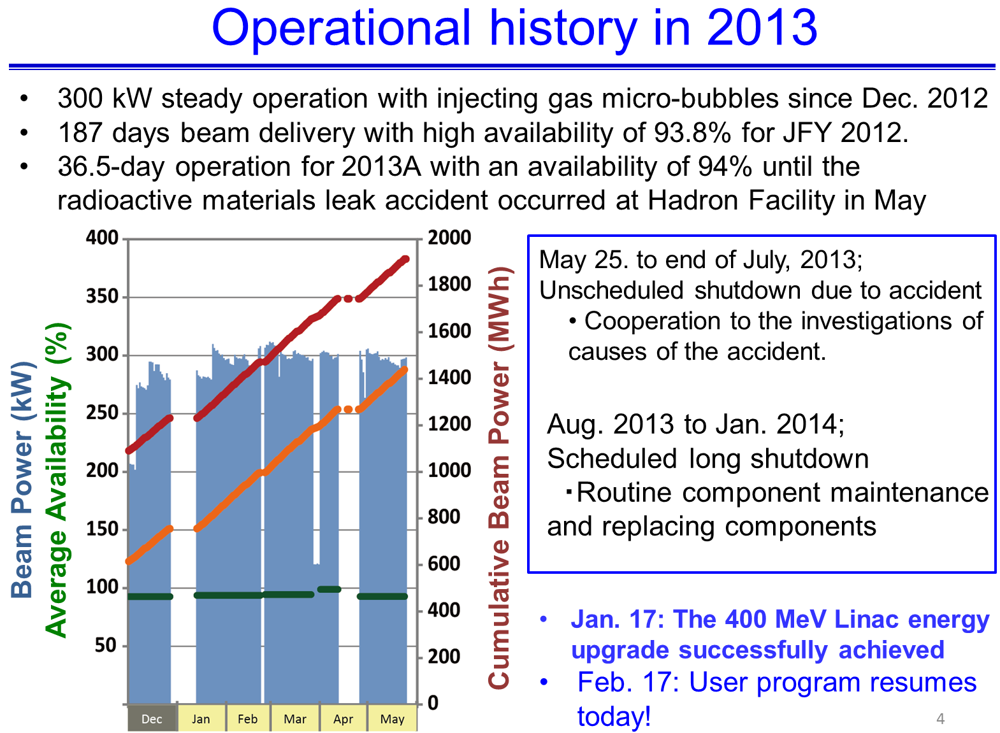 Operational history in 2013
• 300 kW steady operation with injecting gas micro-bubbles since Dec. 2012
• 187 days beam delivery with high availability of 93.8% for JFY 2012.
• 36.5-day operation for 2013A with an availability of 94% until the
radioactive materials leak accident occurred at Hadron Facility in May
Beam Power (kW)
Average Availability (%)
400
350
300
250
200
150
100
50
Dec
Jan
Feb
Mar
Apr
May
2000
1800
1600
1400
1200
1000
800
600
400
200
0
Cumulative Beam Power (MWh)
May 25. to end of July, 2013;
Unscheduled shutdown due to accident
• Cooperation to the investigations of
causes of the accident.
Aug. 2013 to Jan. 2014;
Scheduled long shutdown
・Routine component maintenance
and replacing components
• Jan. 17: The 400 MeV Linac energy
upgrade successfully achieved
• Feb. 17: User program resumes
today!
4